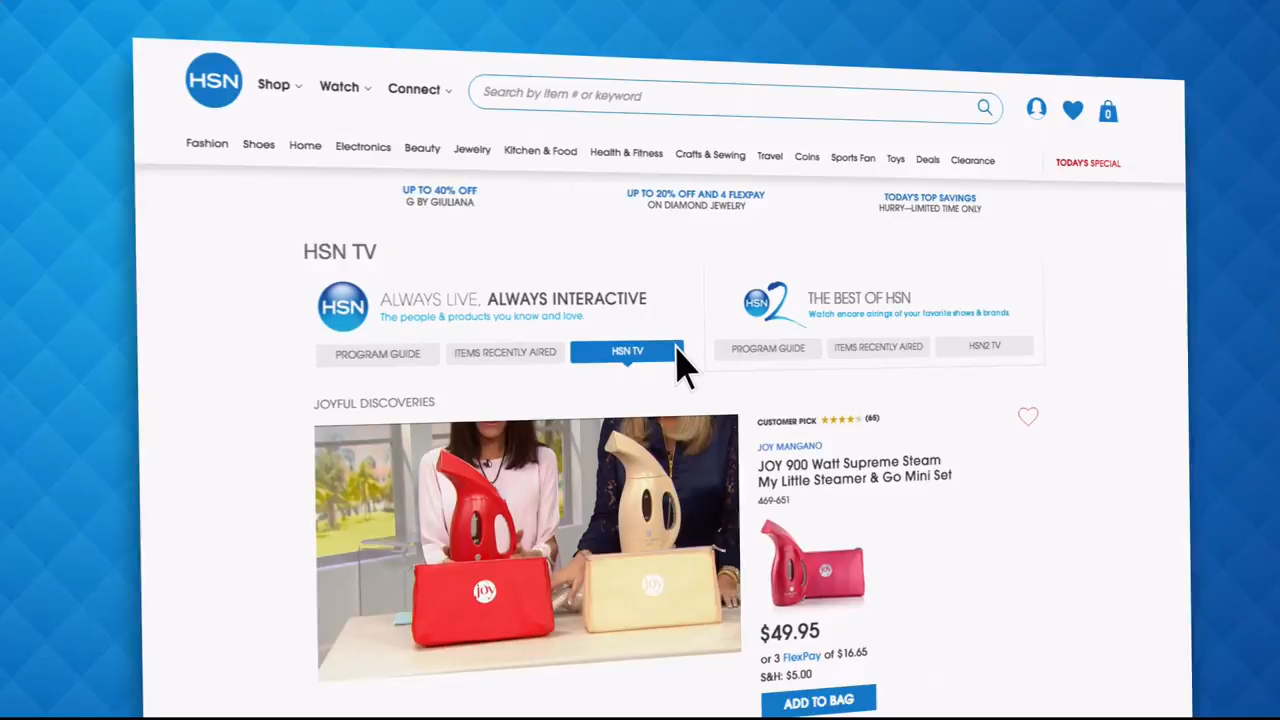 HSN
Shop
Watch
Connect
Search by item # or keyword
0
Fashion
Shoes
Home
Electronics
Beauty
Jewelry
Kitchen & Food
Health & Fitness
Crafts & Sewing
Travel
Coins
Sports Fan
Toys
Deals
Clearance
TODAY'S SPECIAL
UP TO 40% OFF
G BY GIULIANA
UP TO 20% OFF AND 4 FLEXPAY
ON DIAMOND JEWELRY
TODAY'S TOP SAVINGS
HURRY—LIMITED TIME ONLY
HSN TV
HSN
ALWAYS LIVE, ALWAYS INTERACTIVE
The people & products you know and love.
PROGRAM GUIDE
ITEMS RECENTLY AIRED
HSN TV
HSN 2
THE BEST OF HSN
Watch encore airings of your favorite shows & brands.
PROGRAM GUIDE
ITEMS RECENTLY AIRED
HSN2 TV
JOYFUL DISCOVERIES
joy
joy
CUSTOMER PICK
(65)
JOY MANGANO
JOY 900 Watt Supreme Steam
My Little Steamer & Go Mini Set
469-651
joy
$49.95
or 3 FlexPay of $16.65
S&H: $5.00
ADD TO BAG